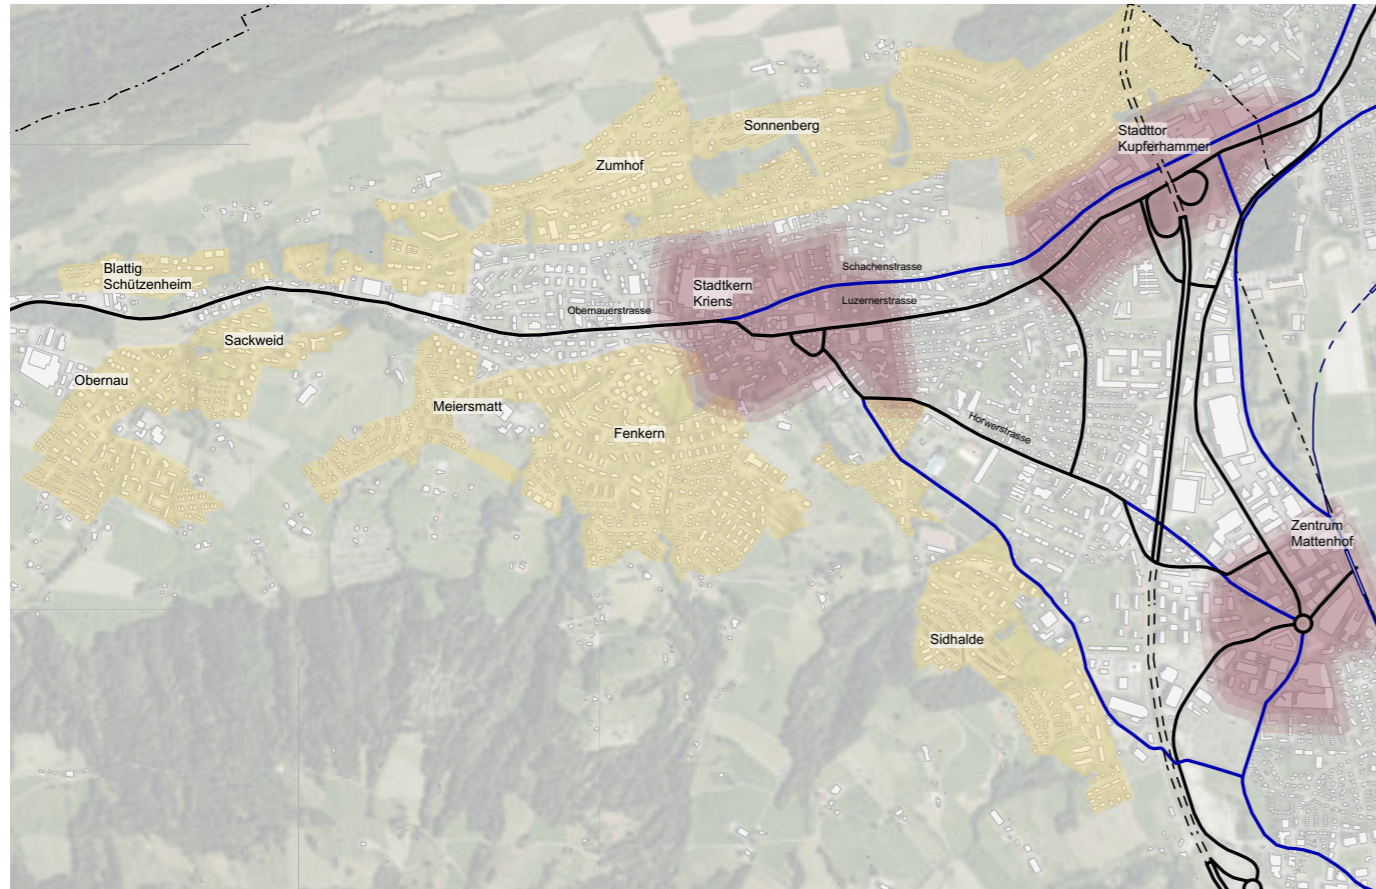 Sonnenberg
Stadttor
Kupferhammer
Zumhof
Blattig
Schützenheim
Stadtkern
Kriens
Schachenstrasse
Luzernerstrasse
Obernauerstrasse
Sackweid
Obernau
Meiersmatt
Fenkern
Horwerstrasse
Zentrum
Mattenhof
Sidhalde